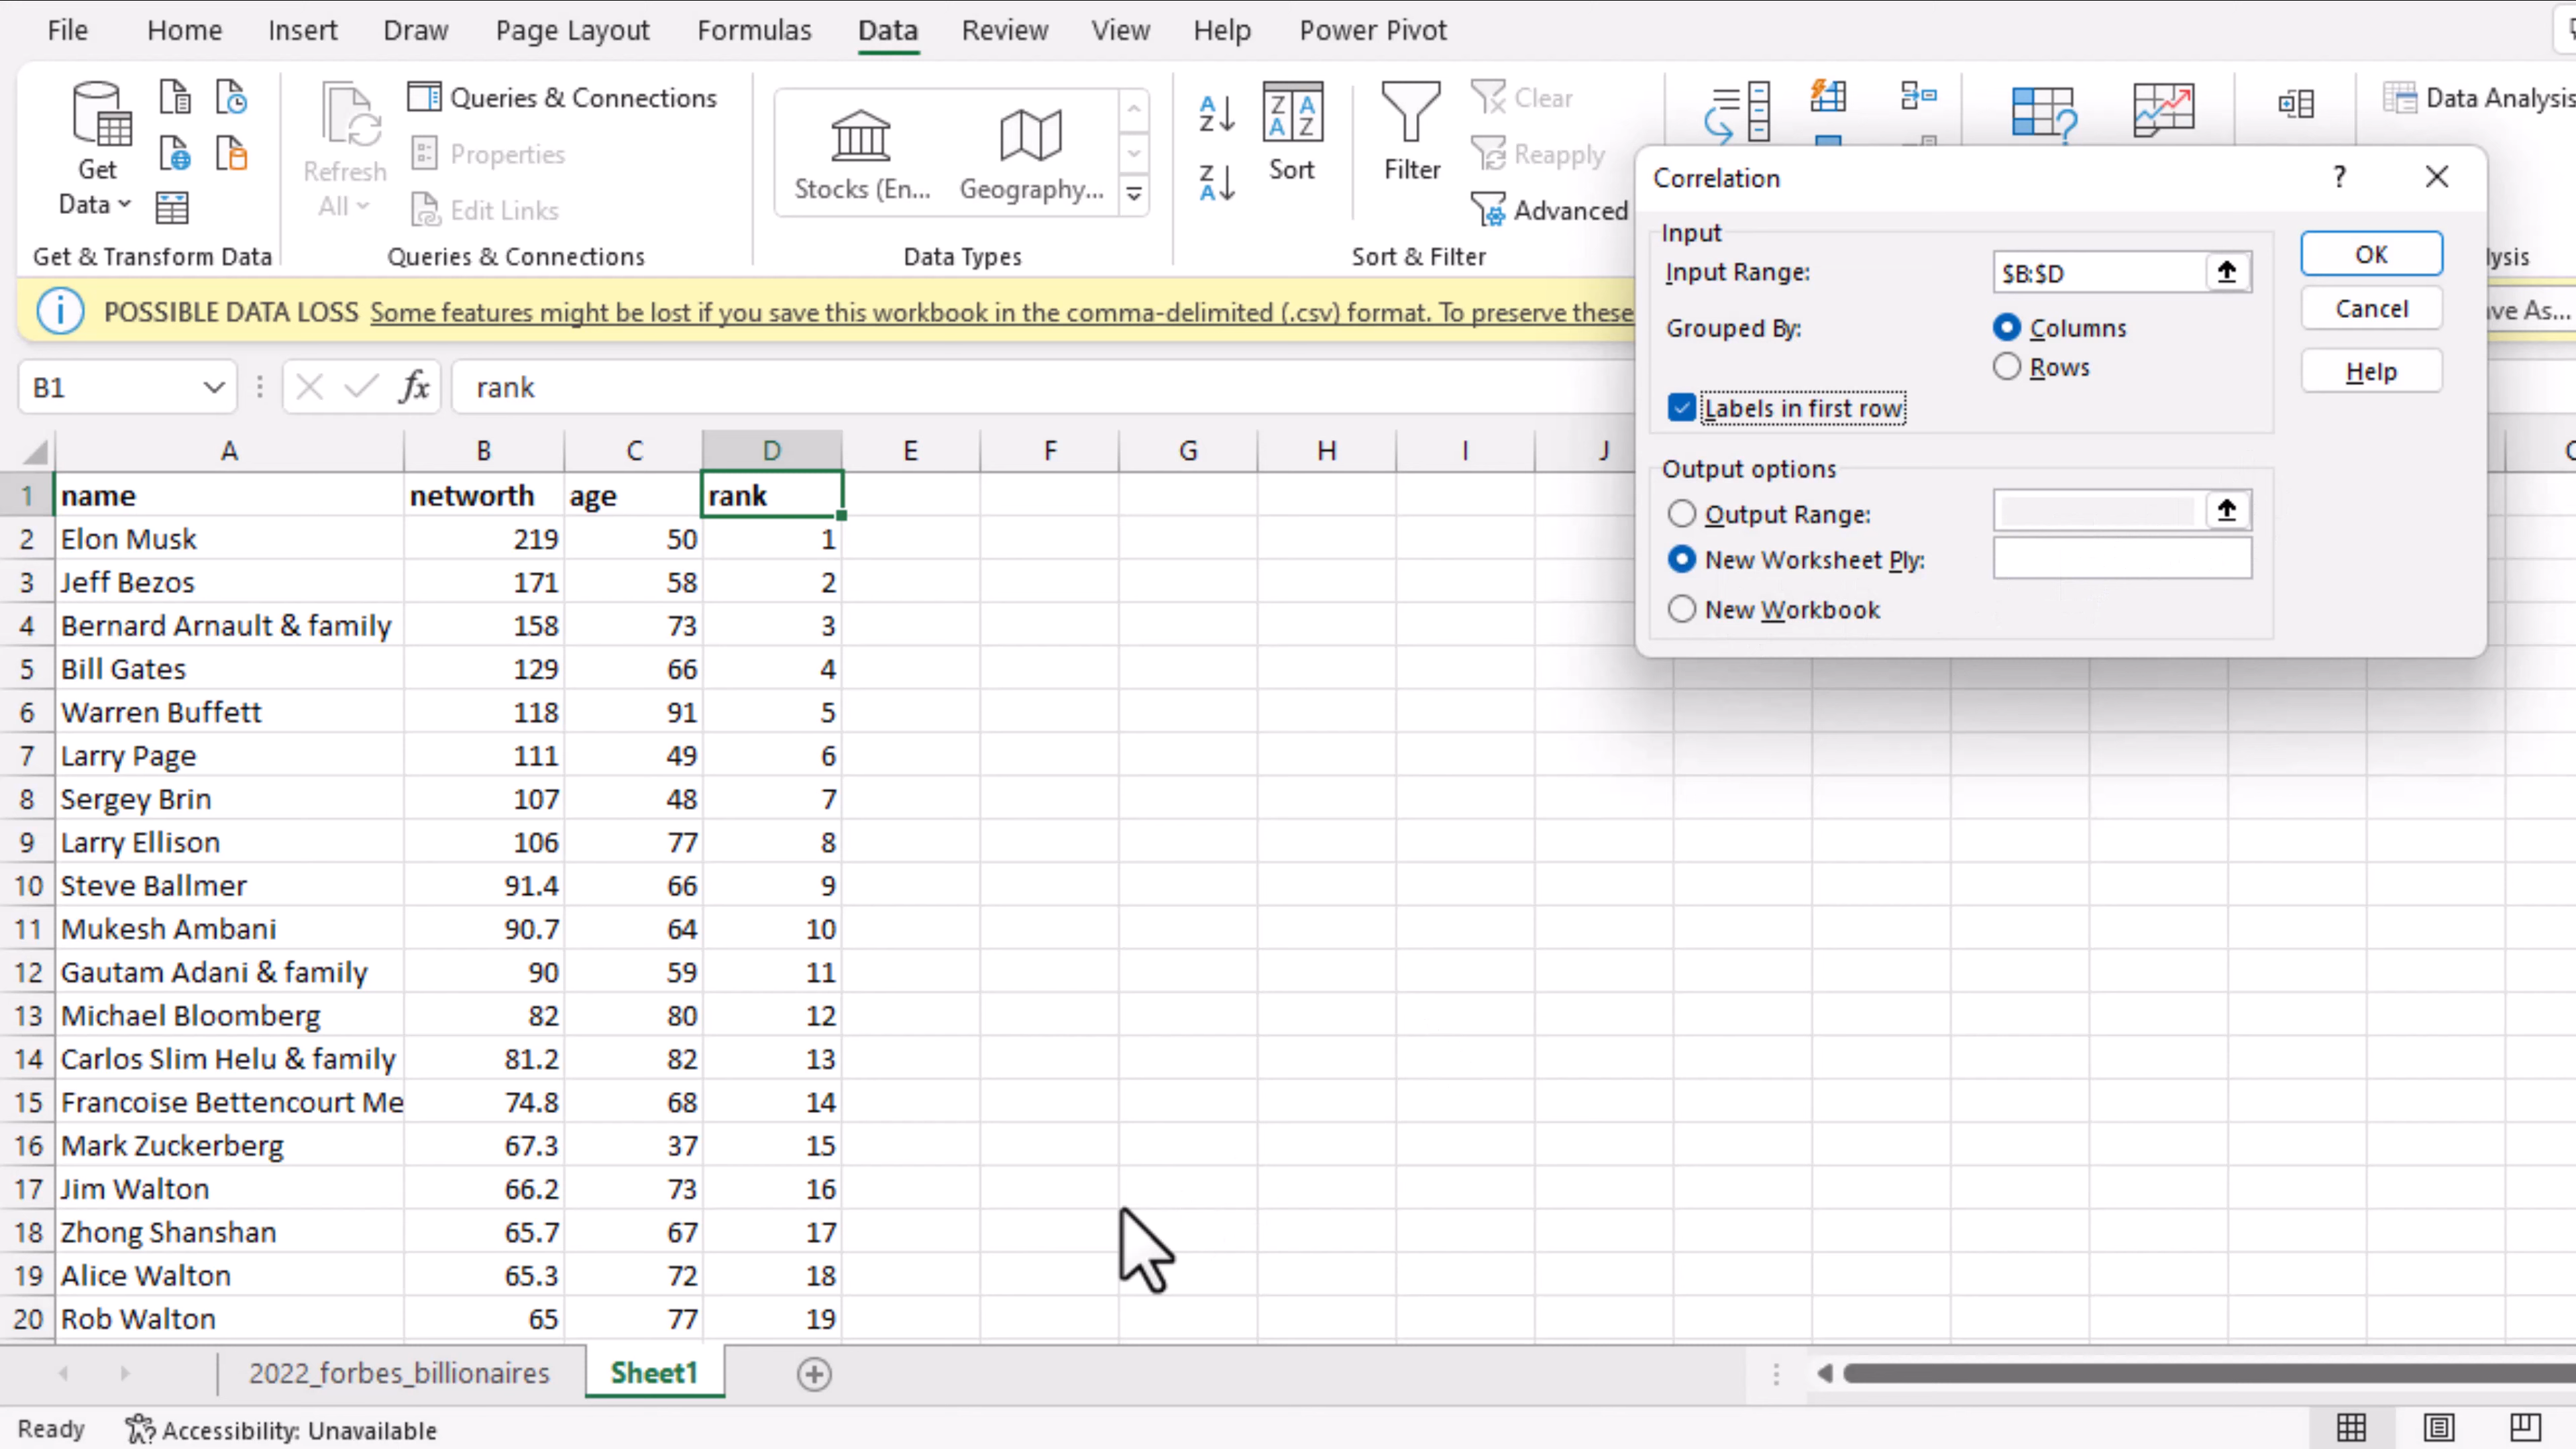 File Home Insert Draw Page Layout Formulas Data Review View Help Power Pivot
Get Data
Refresh All
Queries & Connections
Properties
Edit Links
Stocks (En... Geography...
Sort
Filter
Clear
Reapply
Advanced
Data Analysis
Get & Transform Data Queries & Connections Data Types Sort & Filter
POSSIBLE DATA LOSS Some features might be lost if you save this workbook in the comma-delimited (.csv) format. To preserve these
B1 fx rank
Correlation ? 
Input
Input Range: $B:$D
Grouped By: Columns
Rows
Labels in first row
Output options
Output Range:
New Worksheet Ply:
New Workbook
OK
Cancel
Help
A B C D E F G H I J
1 name networth age rank
2 Elon Musk 219 50 1
3 Jeff Bezos 171 58 2
4 Bernard Arnault & family 158 73 3
5 Bill Gates 129 66 4
6 Warren Buffett 118 91 5
7 Larry Page 111 49 6
8 Sergey Brin 107 48 7
9 Larry Ellison 106 77 8
10 Steve Ballmer 91.4 66 9
11 Mukesh Ambani 90.7 64 10
12 Gautam Adani & family 90 59 11
13 Michael Bloomberg 82 80 12
14 Carlos Slim Helu & family 81.2 82 13
15 Francoise Bettencourt Me 74.8 68 14
16 Mark Zuckerberg 67.3 37 15
17 Jim Walton 66.2 73 16
18 Zhong Shanshan 65.7 67 17
19 Alice Walton 65.3 72 18
20 Rob Walton 65 77 19
2022_forbes_billionaires Sheet1
Ready Accessibility: Unavailable